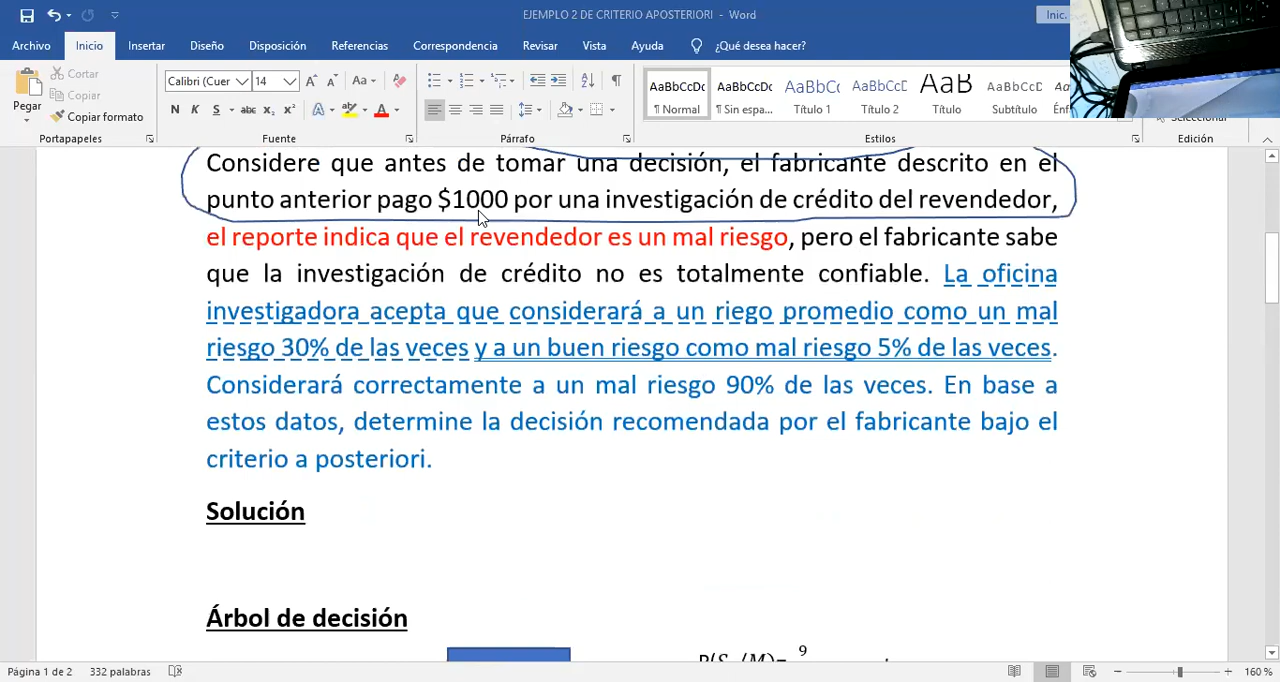 EJEMPLO 2 DE CRITERIO APOSTERIORI - Word
Inic.
Archivo Inicio Insertar Diseño Disposición Referencias Correspondencia Revisar Vista Ayuda ¿Qué desea hacer?
Pegar
Cortar
Copiar
Copiar formato
Portapapeles
Calibri (Cuer 14
N K S abc x₂ x²
Fuente
Párrafo
AaBbCcDc AaBbCcDc AaBbCc AaBbCcD AaB AaBbCcD
¶ Normal ¶ Sin espa... Título 1 Título 2 Título Subtítulo
Estilos
Seleccionar
Edición
Considere que antes de tomar una decisión, el fabricante descrito en el
punto anterior pago $1000 por una investigación de crédito del revendedor,
el reporte indica que el revendedor es un mal riesgo, pero el fabricante sabe
que la investigación de crédito no es totalmente confiable. La oficina
investigadora acepta que considerará a un riego promedio como un mal
riesgo 30% de las veces y a un buen riesgo como mal riesgo 5% de las veces.
Considerará correctamente a un mal riesgo 90% de las veces. En base a
estos datos, determine la decisión recomendada por el fabricante bajo el
criterio a posteriori.
Solución
Árbol de decisión
Página 1 de 2 332 palabras
160 %